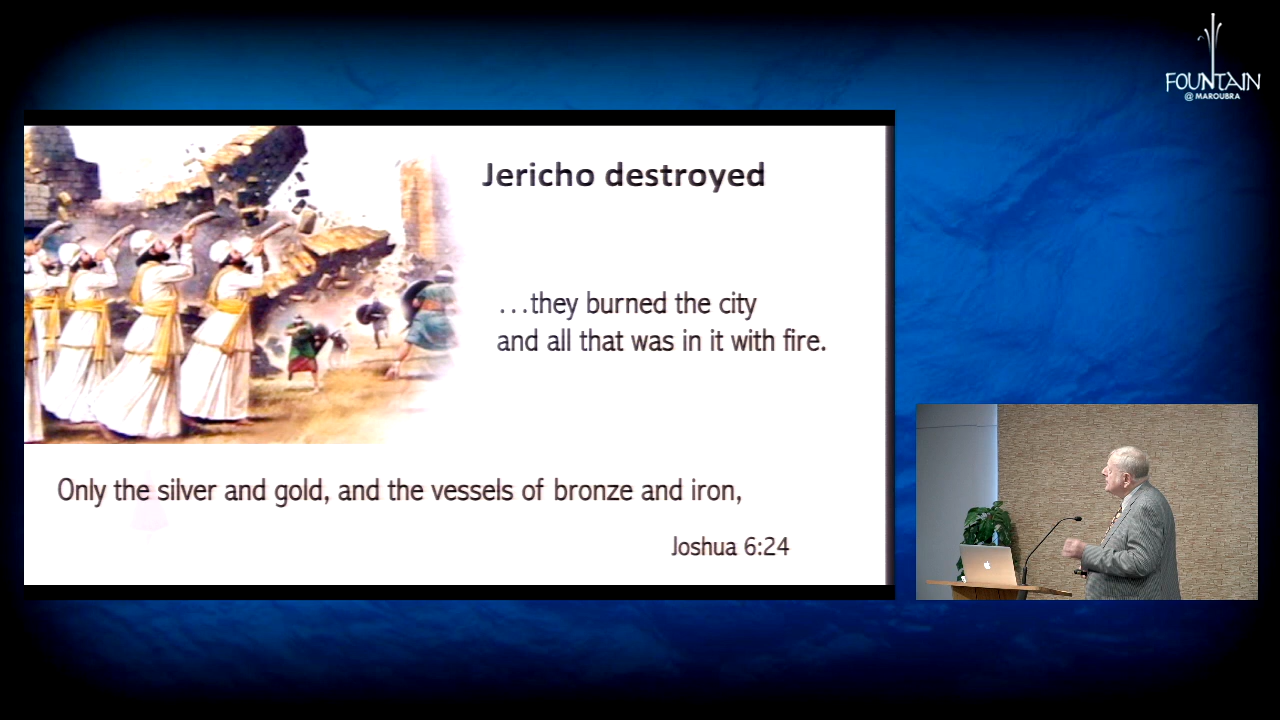 FOUNTAIN
@ MAROUBRA
Jericho destroyed
...they burned the city
and all that was in it with fire.
Only the silver and gold, and the vessels of bronze and iron,
Joshua 6:24